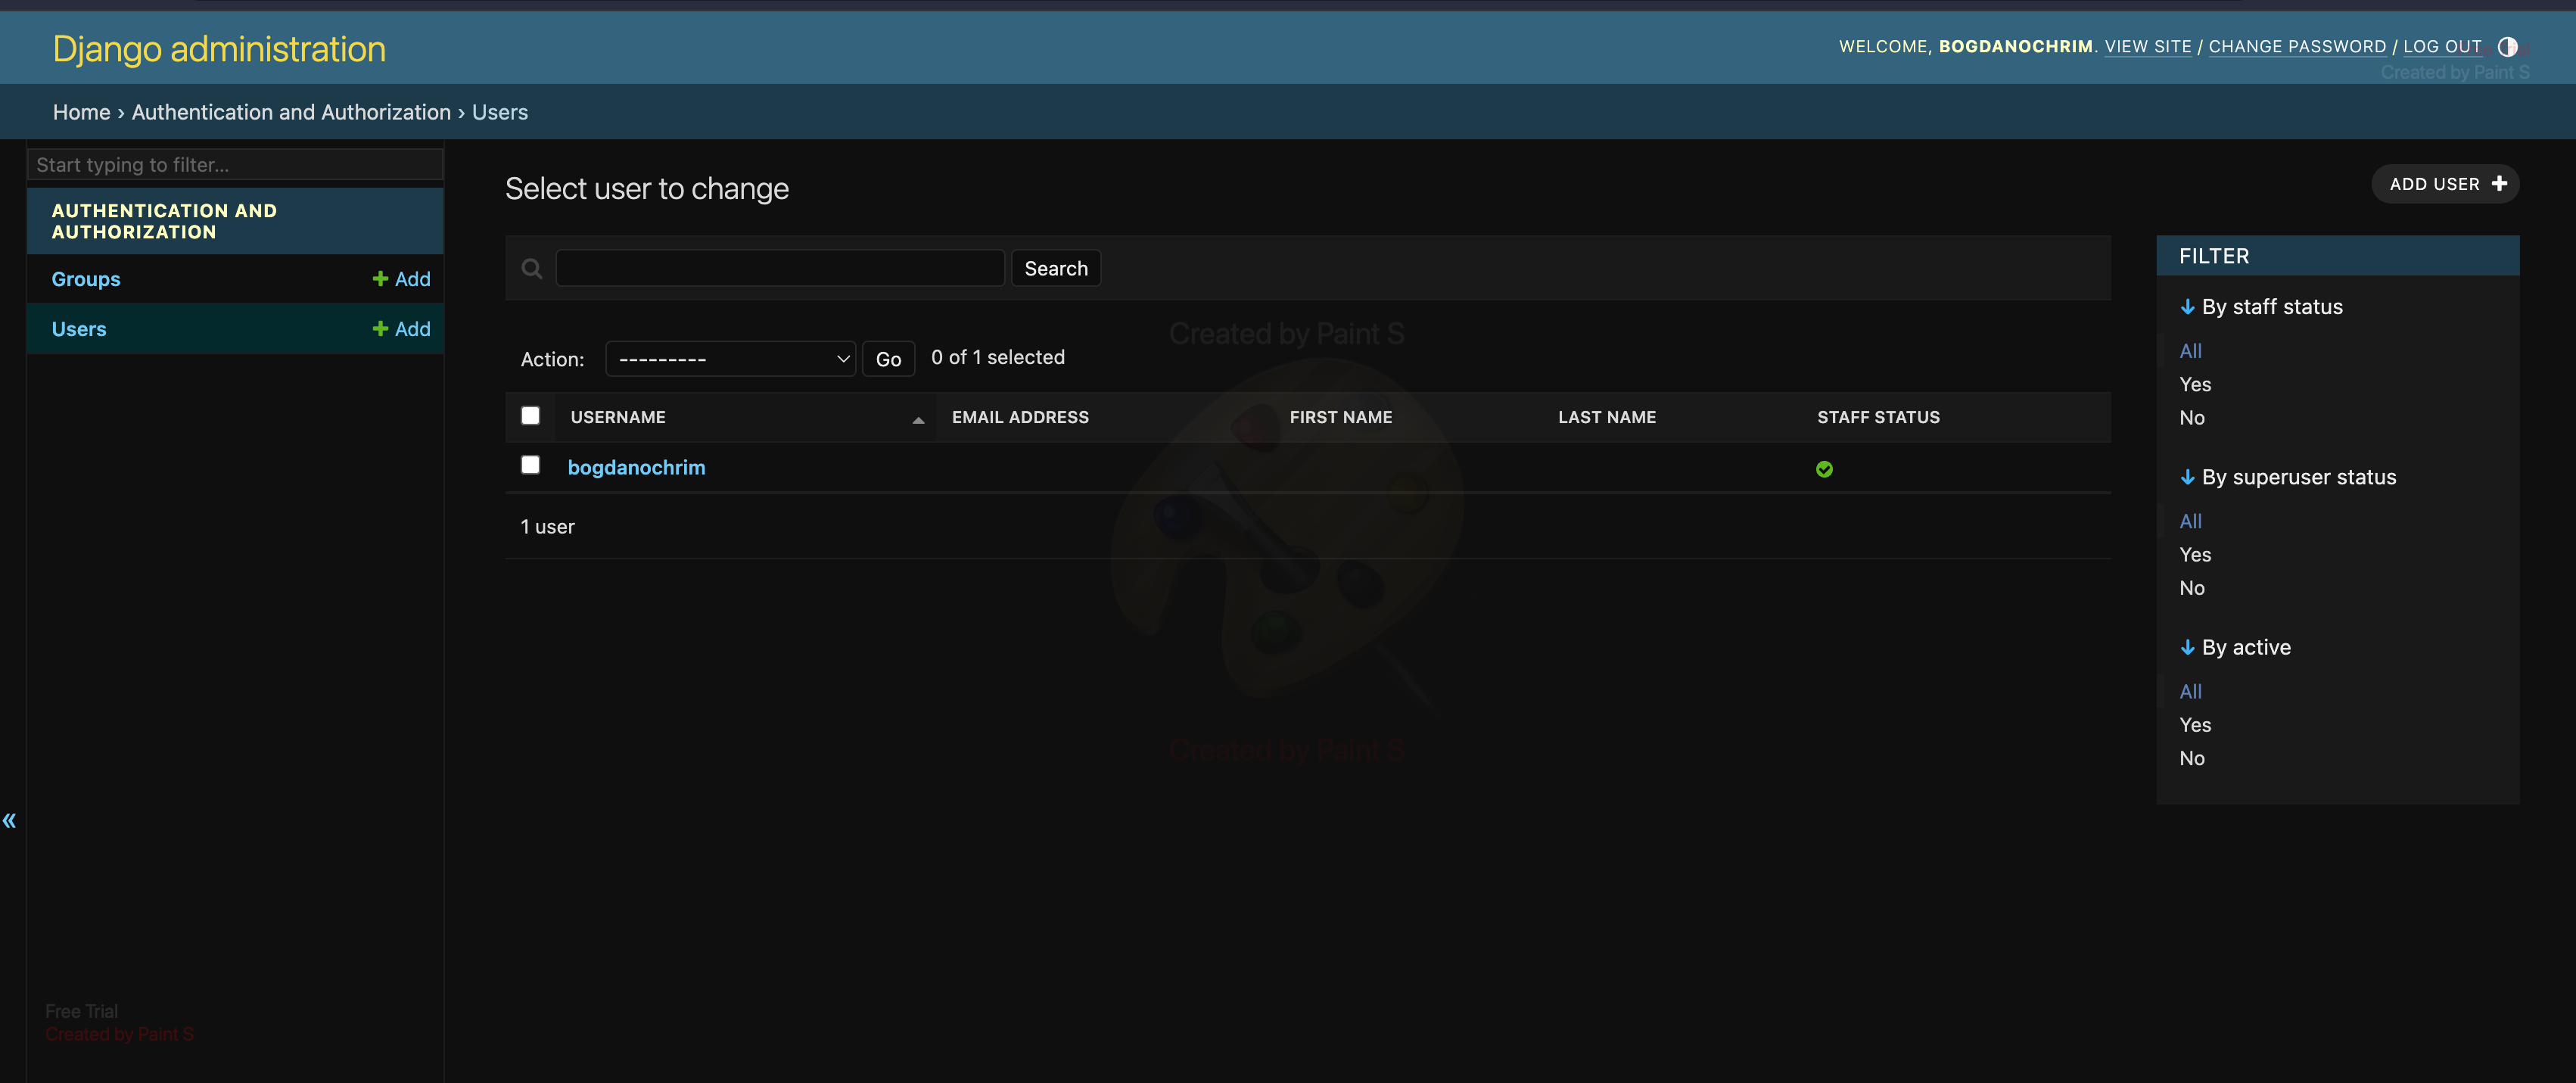 Django administration
WELCOME, BOGDANOCHRIM. VIEW SITE / CHANGE PASSWORD / LOG OUT
Created by Paint S
Home › Authentication and Authorization › Users
Start typing to filter...
AUTHENTICATION AND
AUTHORIZATION
Groups
Add
Users
Add
Select user to change
ADD USER
Search
Action:
---------
Go
0 of 1 selected
USERNAME
EMAIL ADDRESS
FIRST NAME
LAST NAME
STAFF STATUS
bogdanochrim
1 user
FILTER
By staff status
All
Yes
No
By superuser status
All
Yes
No
By active
All
Yes
No
Created by Paint S
Created by Paint S
«
Free Trial
Created by Paint S